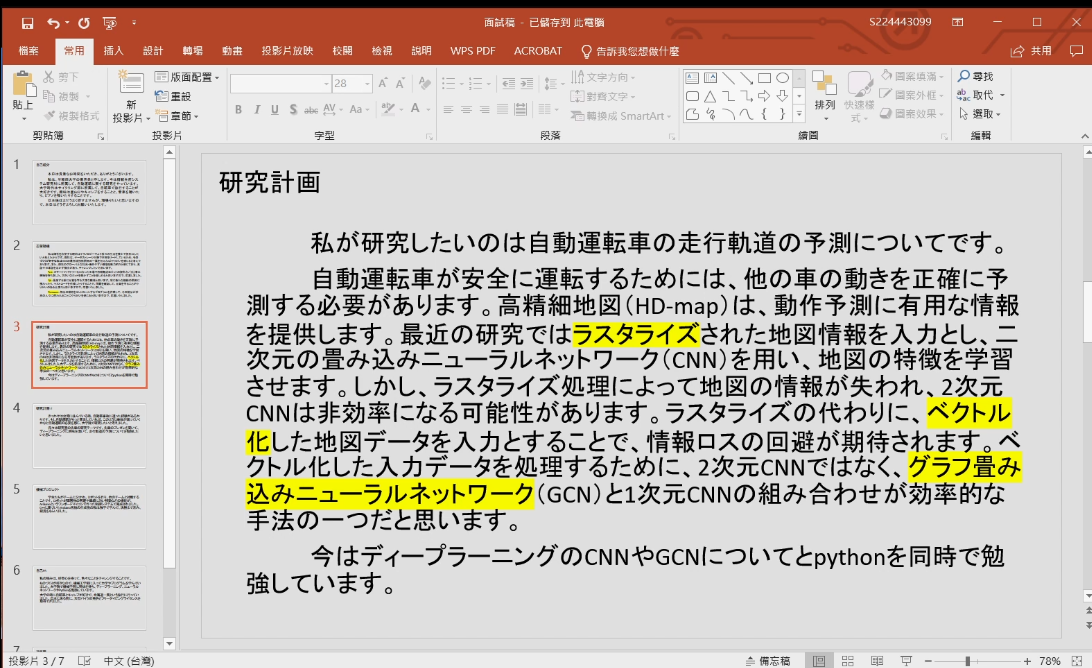 面試稿 - 已儲存到 此電腦
S224443099
檔案 常用 插入 設計 轉場 動畫 投影片放映 校閱 檢視 說明 WPS PDF ACROBAT 告訴我您想做什麼 共用
貼上 剪下 複製 複製格式 剪貼簿
新投影片 版面配置 重設 章節 投影片
28
B I U S abc AV Aa A
字型
文字方向 對齊文字 轉換成 SmartArt 段落
排列 快速樣式 圖案填滿 圖案外框 圖案效果 繪圖
尋找 取代 選取 編輯
1
2
3
4
5
6
7
研究計画
私が研究したいのは自動運転車の走行軌道の予測についてです。
自動運転車が安全に運転するためには、他の車の動きを正確に予
測する必要があります。高精細地図(HD-map)は、動作予測に有用な情報
を提供します。最近の研究ではラスタライズされた地図情報を入力とし、二
次元の畳み込みニューラルネットワーク(CNN)を用い、地図の特徴を学習
させます。しかし、ラスタライズ処理によって地図の情報が失われ、2次元
CNNは非効率になる可能性があります。ラスタライズの代わりに、ベクトル
化した地図データを入力とすることで、情報ロスの回避が期待されます。ベ
クトル化した入力データを処理するために、2次元CNNではなく、グラフ畳み
込みニューラルネットワーク(GCN)と1次元CNNの組み合わせが効率的な
手法の一つだと思います。
今はディープラーニングのCNNやGCNについてとpythonを同時で勉
強しています。
投影片 3 / 7 中文 (台灣) 備忘稿 78%